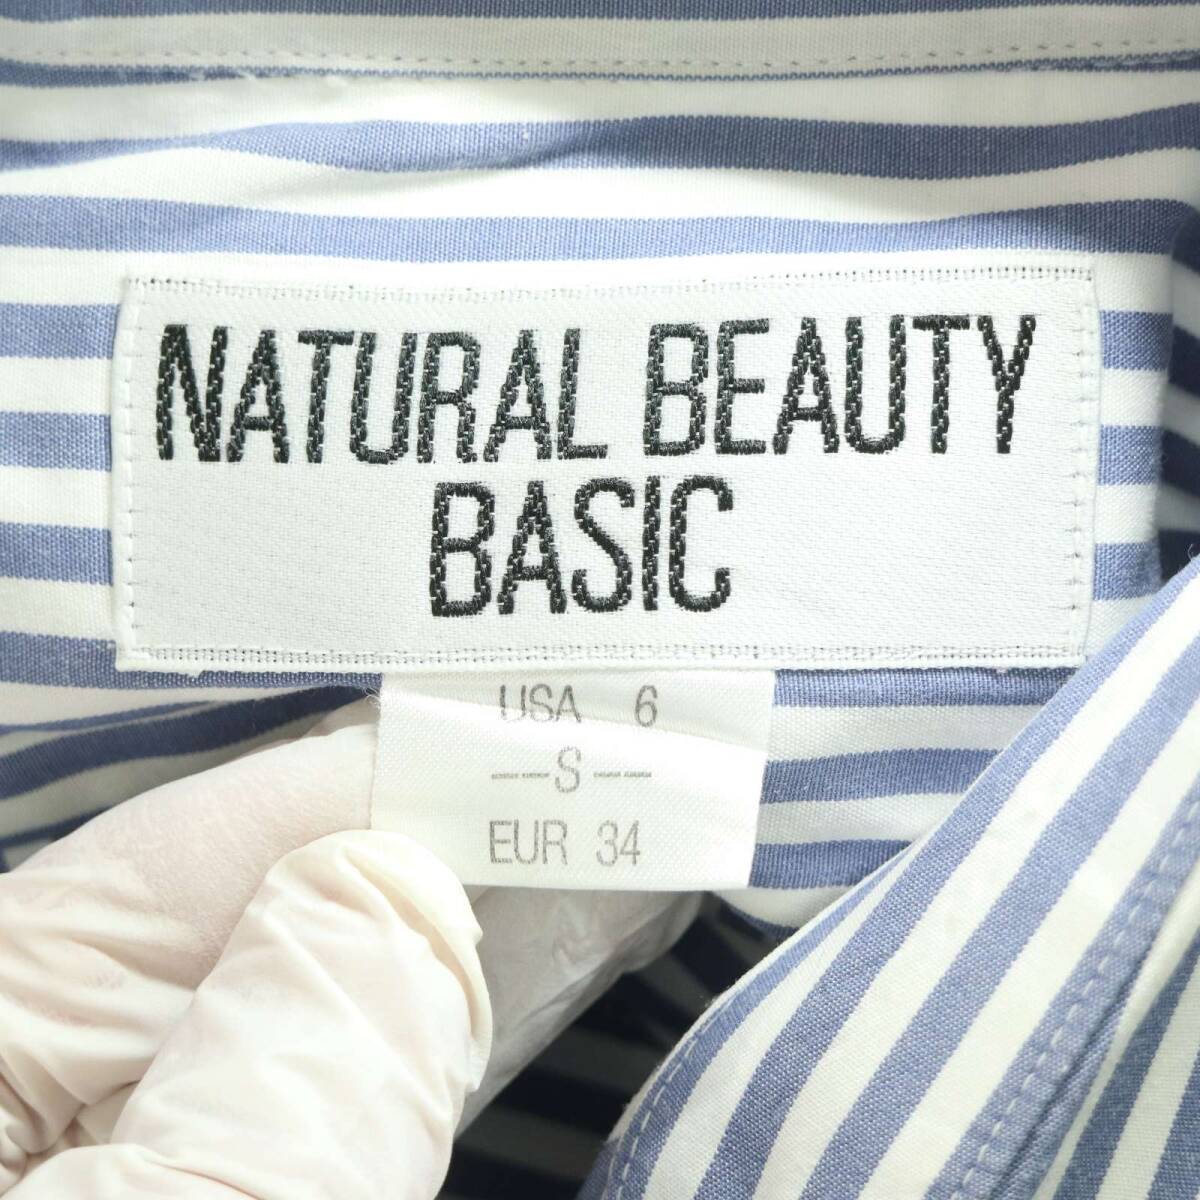 NATURAL BEAUTY
BASIC
USA 6
—S—
EUR 34